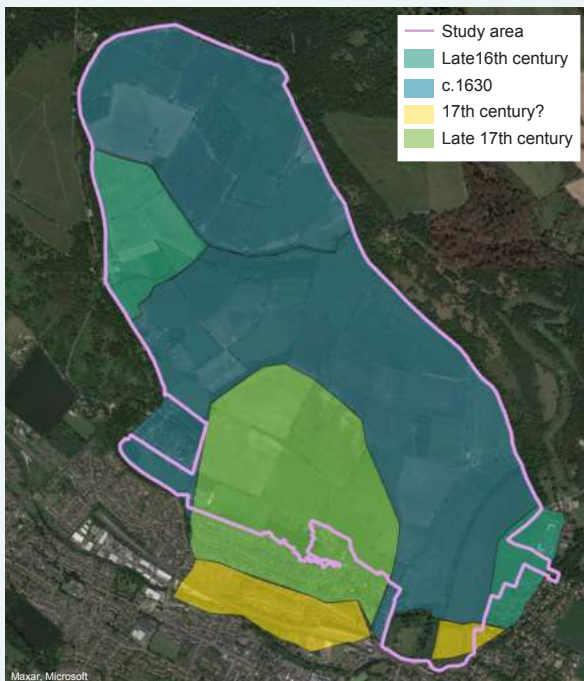 Study area
Late16th century
c.1630
17th century?
Late 17th century
Maxar, Microsoft